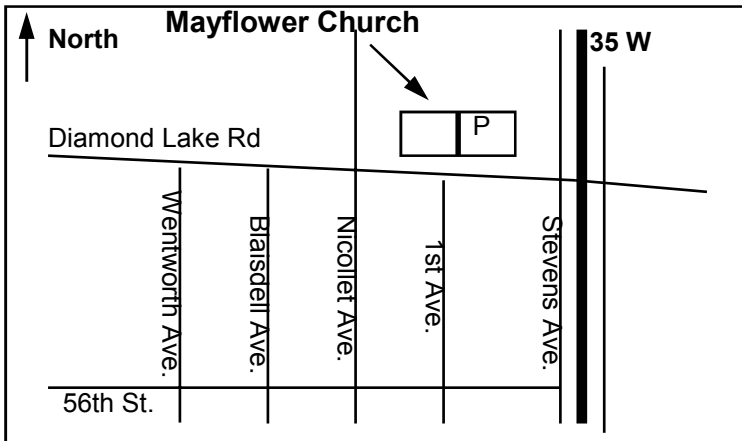 Mayflower Church
North
35 W
P
Diamond Lake Rd
Wentworth Ave.
Blaisdell Ave.
Nicollet Ave.
1st Ave.
Stevens Ave.
56th St.